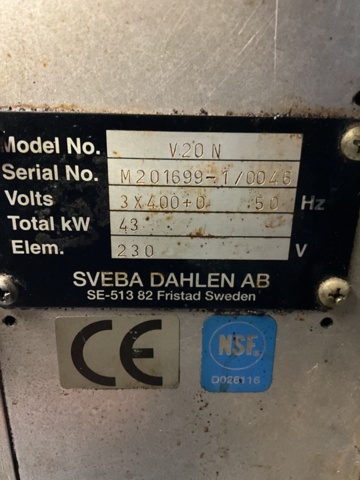 Model No. V20N
Serial No. M201699-1/0046
Volts 3X400+0 50 Hz
Total kW 43
Elem. 230 V
SVEBA DAHLEN AB
SE-513 82 Fristad Sweden
CE
NSF.
D026116